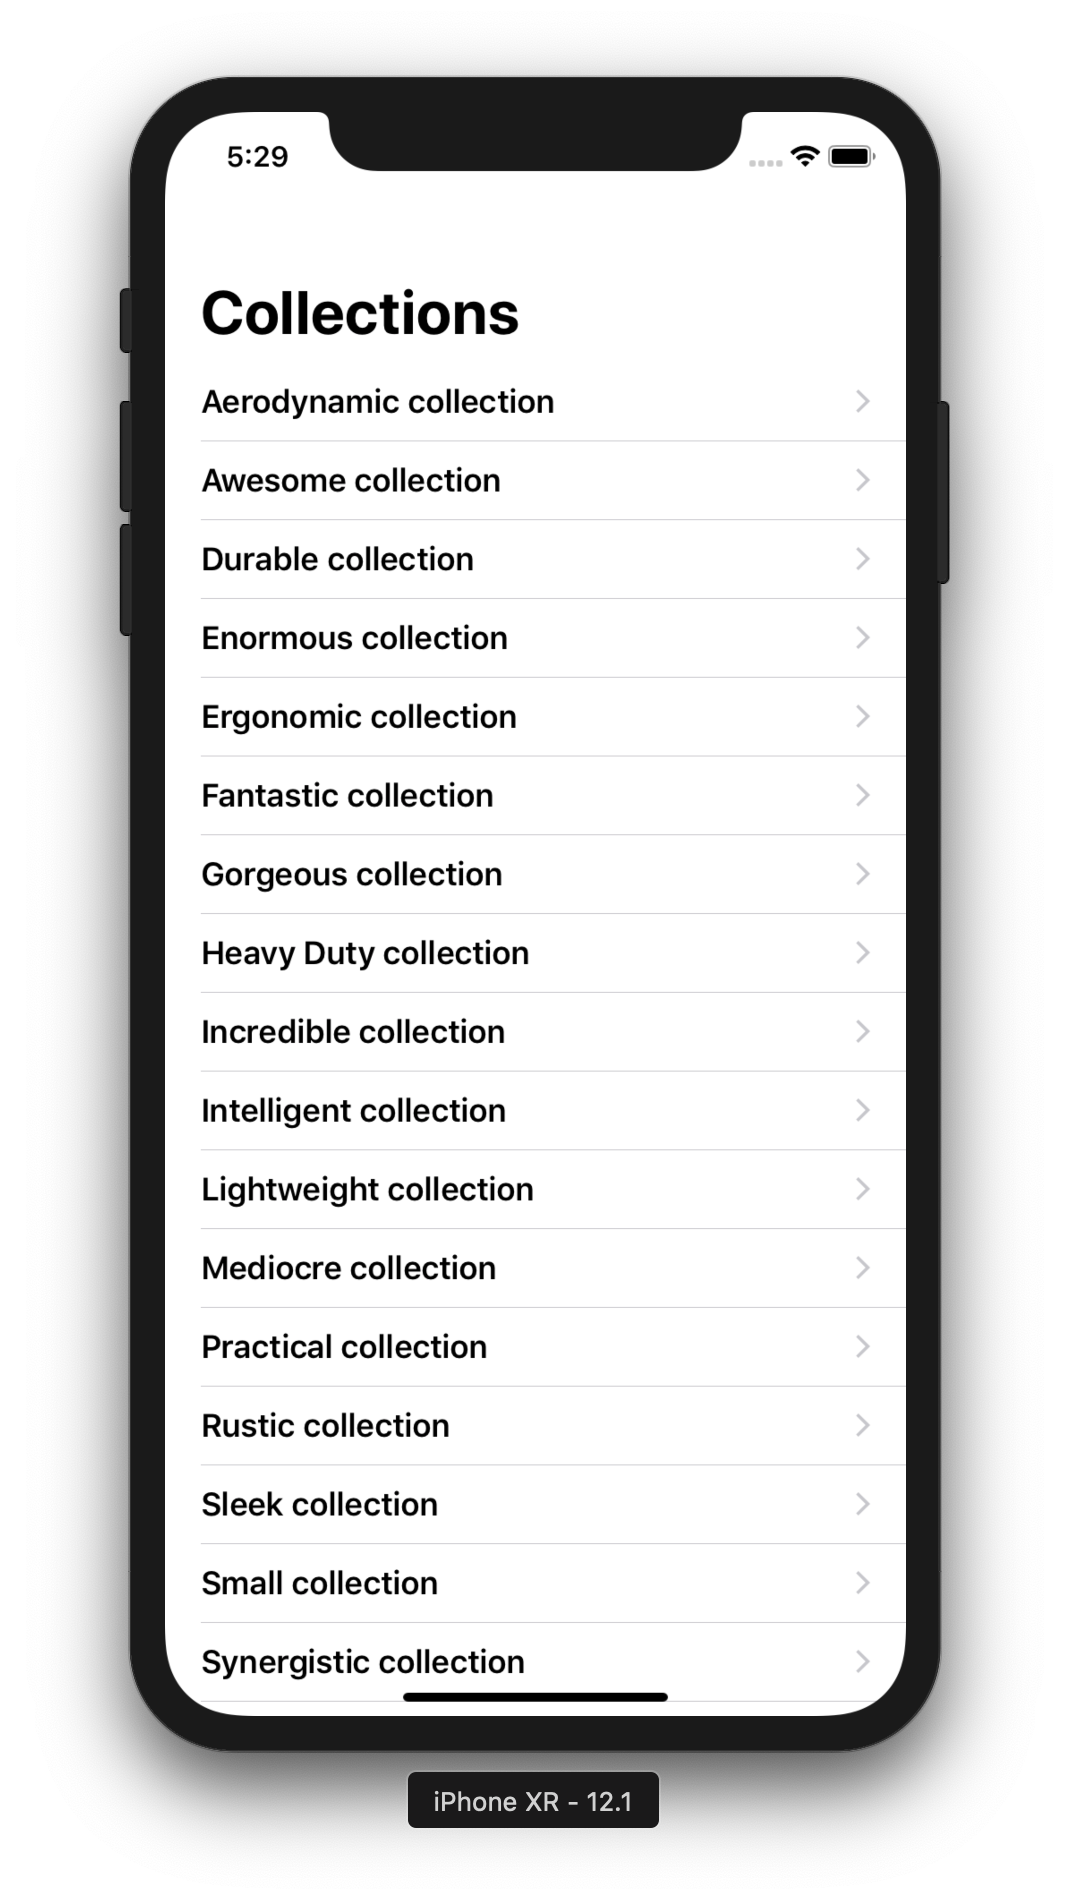 5:29
Collections
Aerodynamic collection
Awesome collection
Durable collection
Enormous collection
Ergonomic collection
Fantastic collection
Gorgeous collection
Heavy Duty collection
Incredible collection
Intelligent collection
Lightweight collection
Mediocre collection
Practical collection
Rustic collection
Sleek collection
Small collection
Synergistic collection
iPhone XR - 12.1